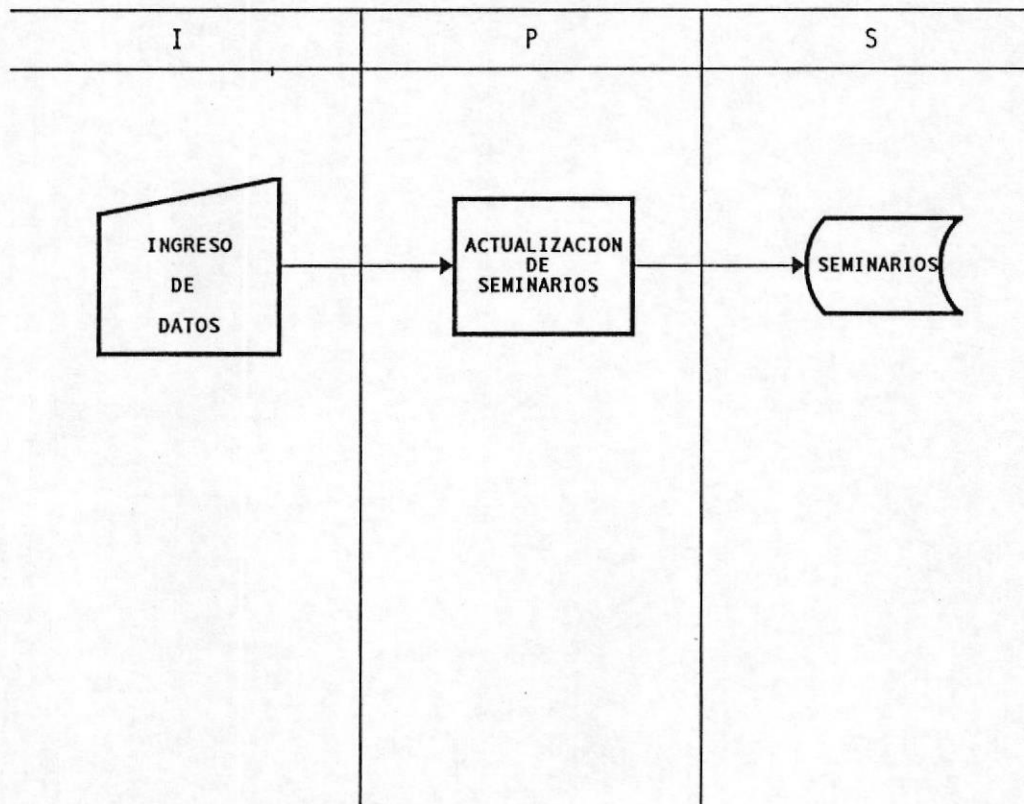 I
P
S
INGRESO
DE
DATOS
ACTUALIZACION
DE
SEMINARIOS
SEMINARIOS